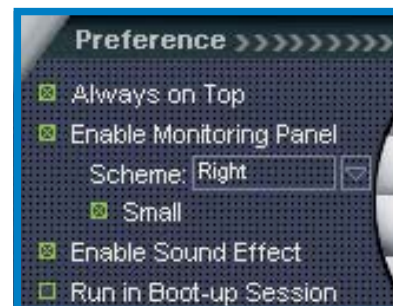 Preference >>>>>>>>>
Always on Top
Enable Monitoring Panel
Scheme: Right
Small
Enable Sound Effect
Run in Boot-up Session